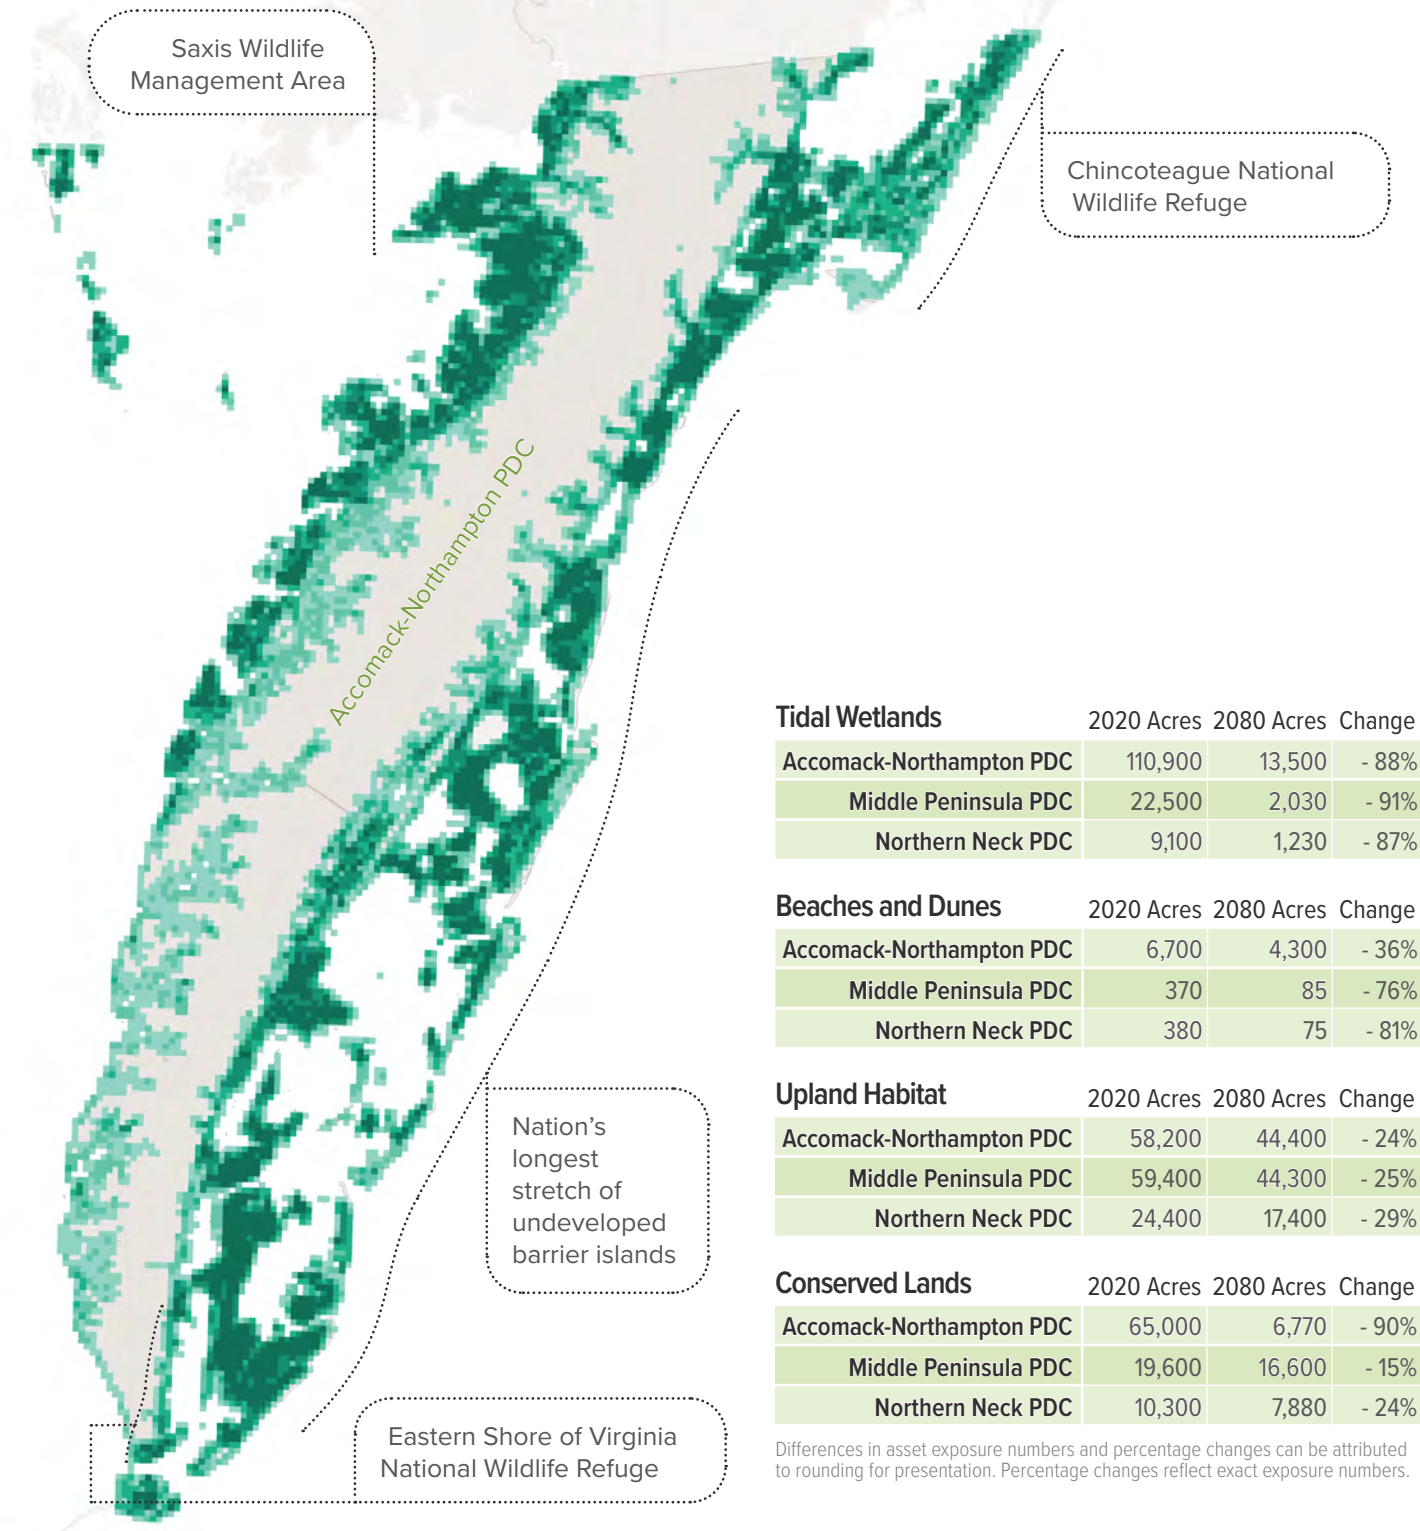 Saxis Wildlife
Management Area
Chincoteague National
Wildlife Refuge
Accomack-Northampton PDC
Nation’s
longest
stretch of
undeveloped
barrier islands
Eastern Shore of Virginia
National Wildlife Refuge
Tidal Wetlands 2020 Acres 2080 Acres Change
Accomack-Northampton PDC 110,900 13,500 - 88%
Middle Peninsula PDC 22,500 2,030 - 91%
Northern Neck PDC 9,100 1,230 - 87%
Beaches and Dunes 2020 Acres 2080 Acres Change
Accomack-Northampton PDC 6,700 4,300 - 36%
Middle Peninsula PDC 370 85 - 76%
Northern Neck PDC 380 75 - 81%
Upland Habitat 2020 Acres 2080 Acres Change
Accomack-Northampton PDC 58,200 44,400 - 24%
Middle Peninsula PDC 59,400 44,300 - 25%
Northern Neck PDC 24,400 17,400 - 29%
Conserved Lands 2020 Acres 2080 Acres Change
Accomack-Northampton PDC 65,000 6,770 - 90%
Middle Peninsula PDC 19,600 16,600 - 15%
Northern Neck PDC 10,300 7,880 - 24%
Differences in asset exposure numbers and percentage changes can be attributed
to rounding for presentation. Percentage changes reflect exact exposure numbers.